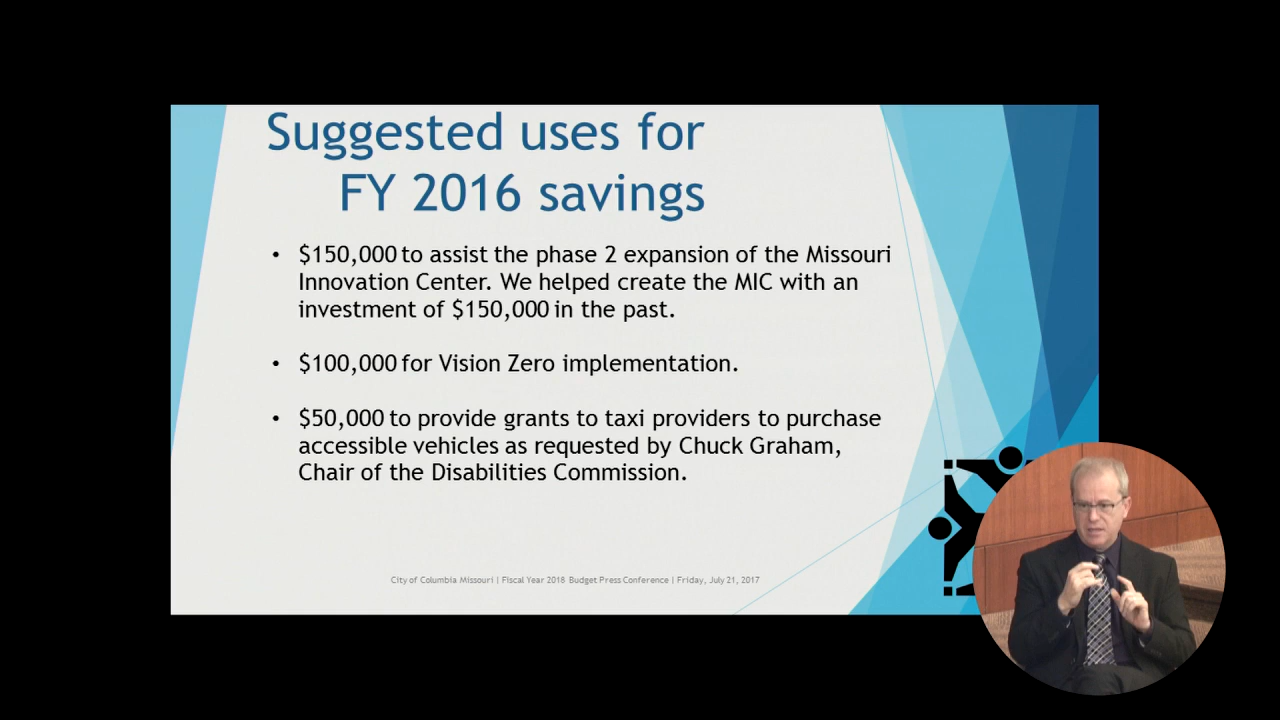 Suggested uses for
FY 2016 savings
• $150,000 to assist the phase 2 expansion of the Missouri
Innovation Center. We helped create the MIC with an
investment of $150,000 in the past.
• $100,000 for Vision Zero implementation.
• $50,000 to provide grants to taxi providers to purchase
accessible vehicles as requested by Chuck Graham,
Chair of the Disabilities Commission.
City of Columbia Missouri | Fiscal Year 2018 Budget Press Conference | Friday, July 21, 2017